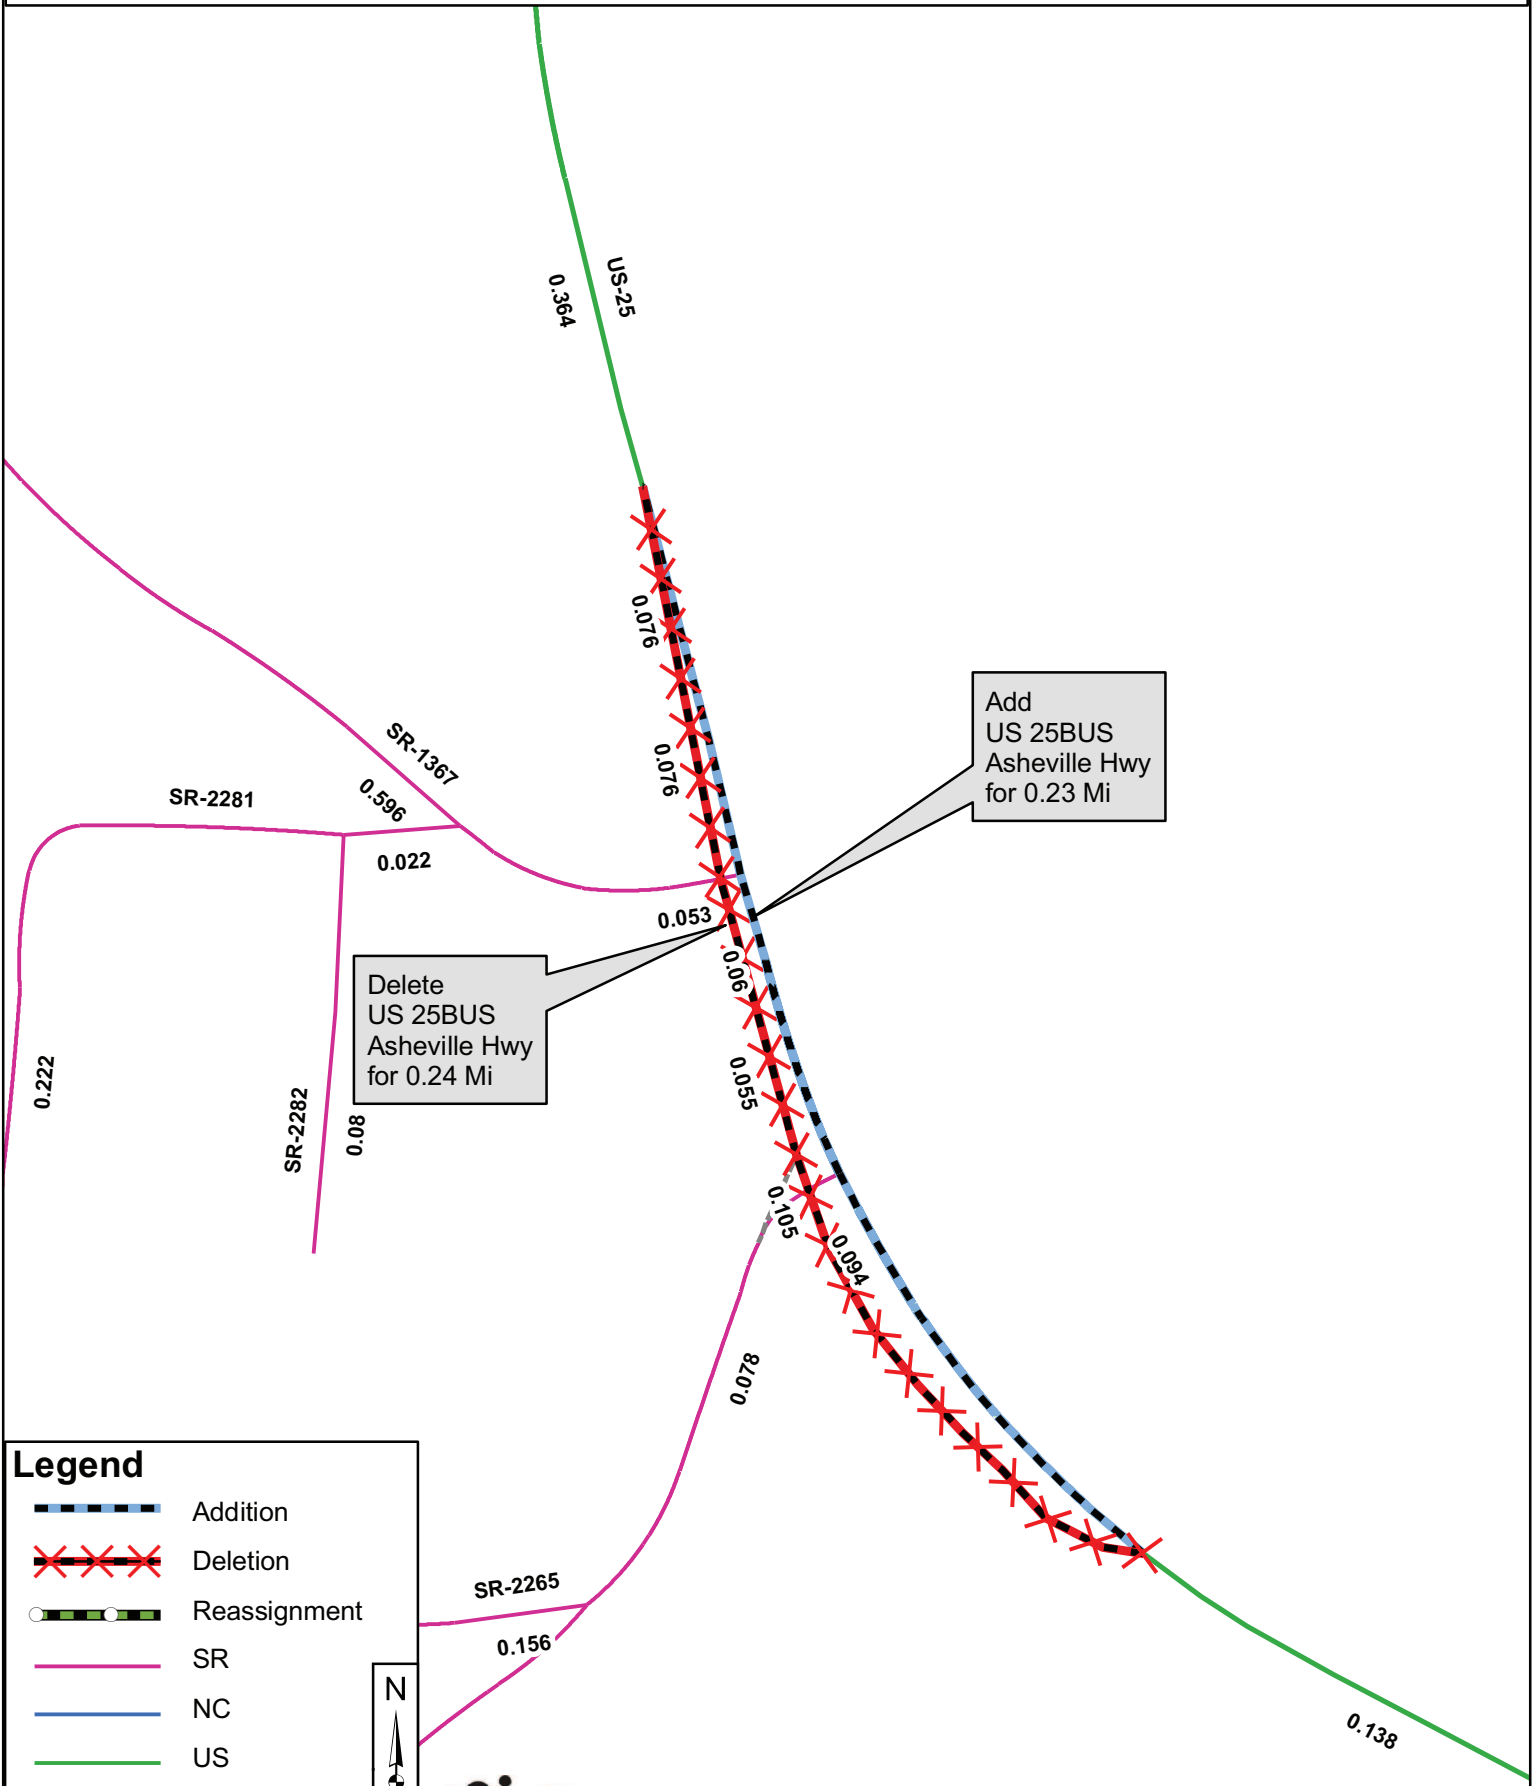 US-25
0.364
0.076
SR-1367
0.076
Add
US 25BUS
Asheville Hwy
for 0.23 Mi
SR-2281
0.596
0.022
0.053
0.06
Delete
US 25BUS
Asheville Hwy
for 0.24 Mi
0.222
SR-2282
0.08
0.055
0.105
0.094
0.078
Legend
Addition
Deletion
Reassignment
SR
NC
US
N
SR-2265
0.156
0.138